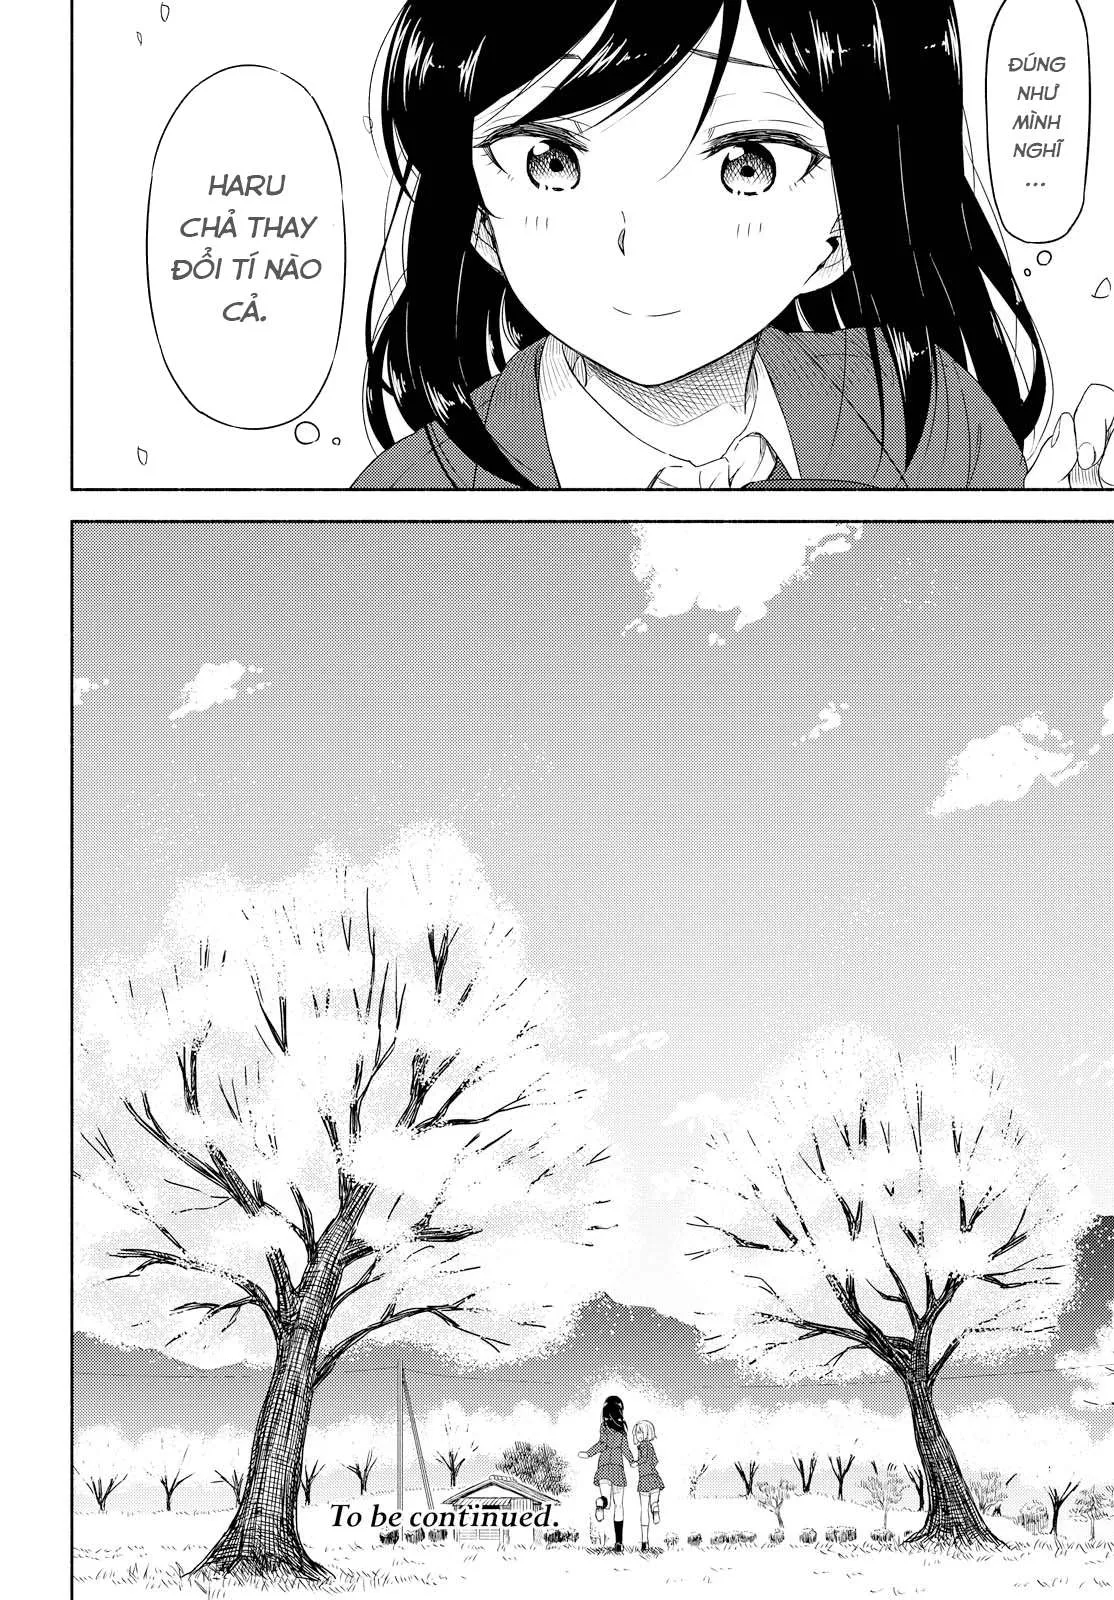 ĐÚNG
NHƯ
MÌNH
NGHĨ
...
HARU
CHẢ THAY
ĐỔI TÍ NÀO
CẢ.
To be continued.